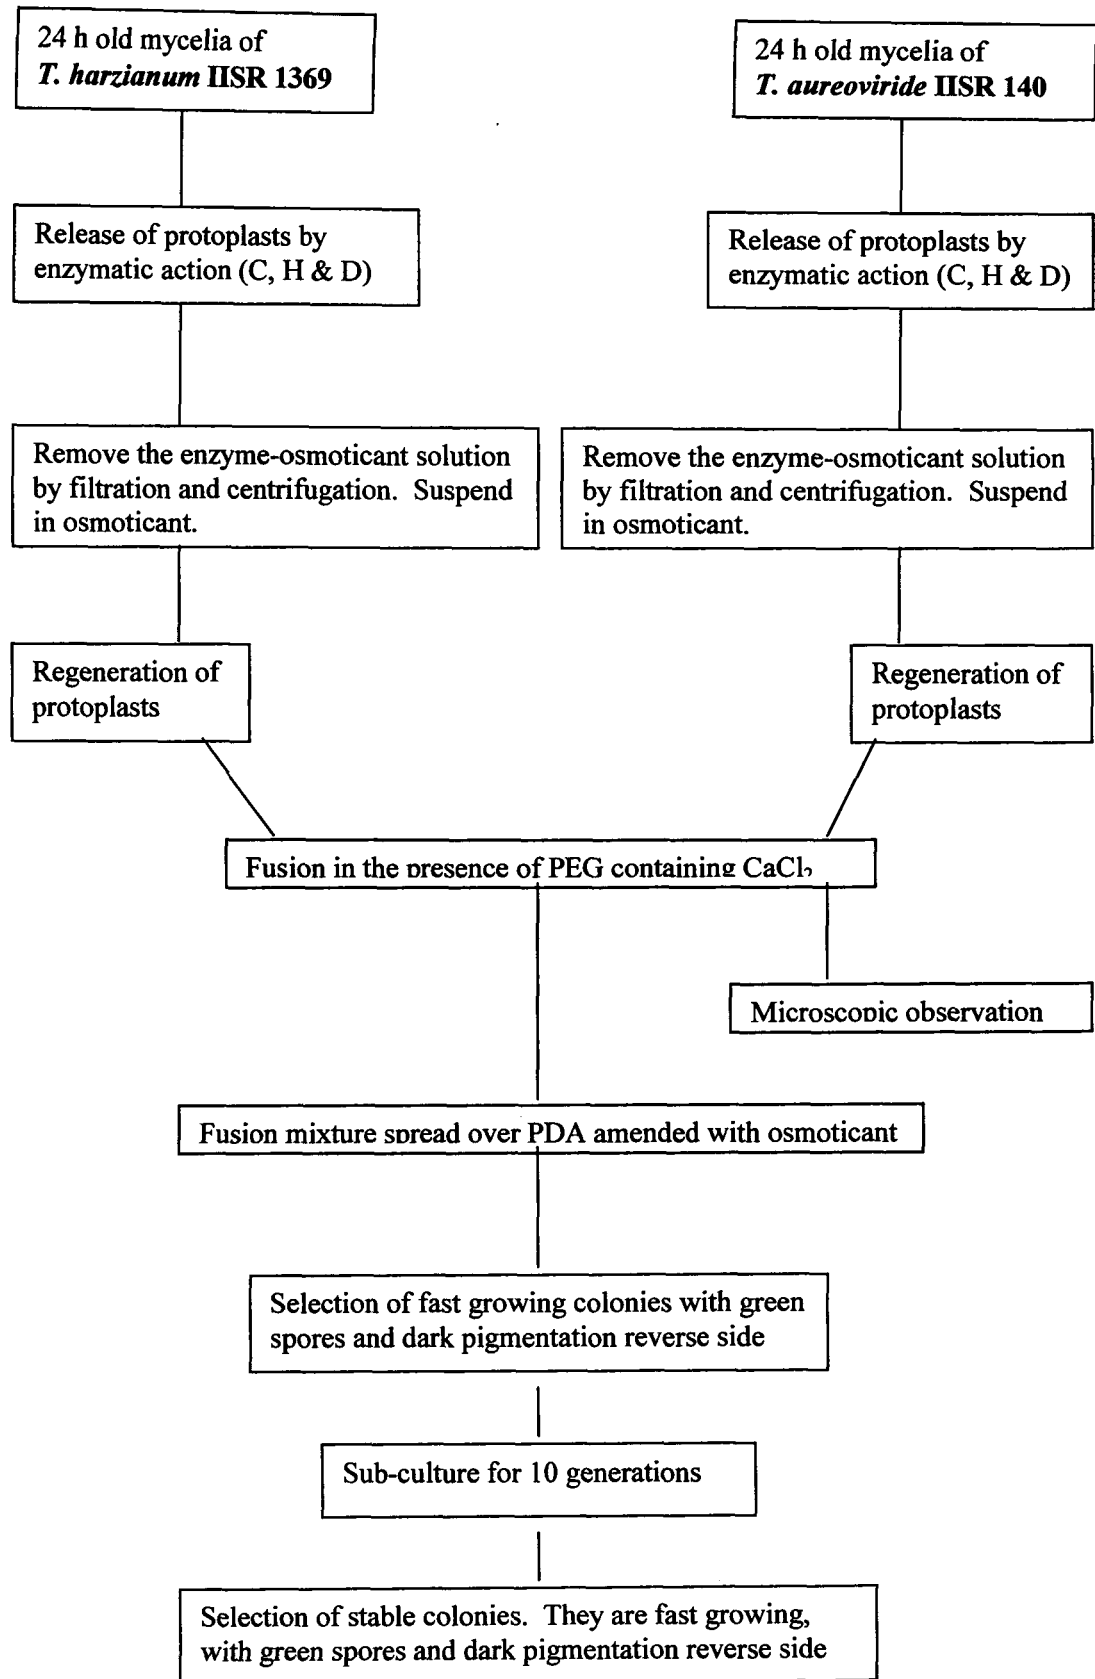 24 h old mycelia of
T. harzianum IISR 1369
24 h old mycelia of
T. aureoviride IISR 140
Release of protoplasts by
enzymatic action (C, H & D)
Release of protoplasts by
enzymatic action (C, H & D)
Remove the enzyme-osmoticant solution
by filtration and centrifugation. Suspend
in osmoticant.
Remove the enzyme-osmoticant solution
by filtration and centrifugation. Suspend
in osmoticant.
Regeneration of
protoplasts
Regeneration of
protoplasts
Fusion in the presence of PEG containing CaCl₂
Microscopic observation
Fusion mixture spread over PDA amended with osmoticant
Selection of fast growing colonies with green
spores and dark pigmentation reverse side
Sub-culture for 10 generations
Selection of stable colonies. They are fast growing,
with green spores and dark pigmentation reverse side